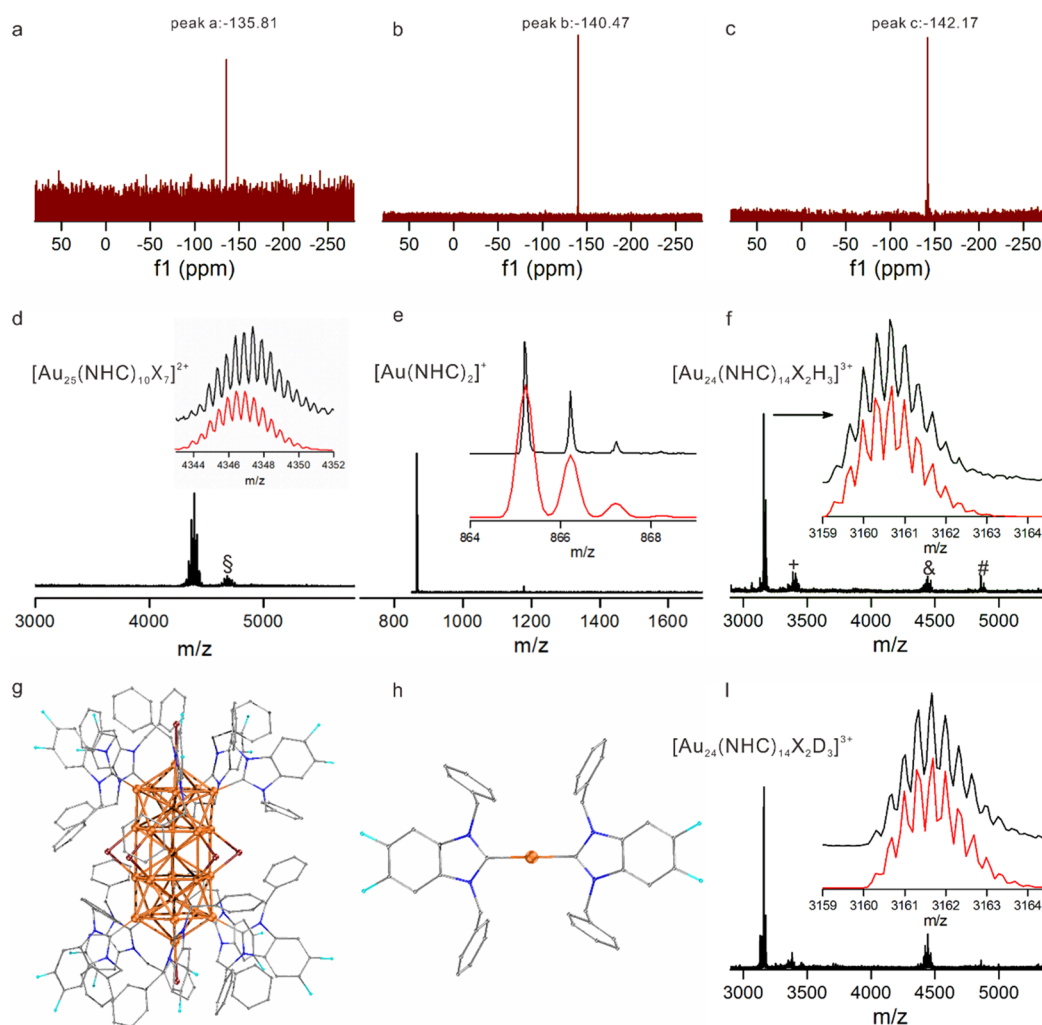 a
peak a:-135.81
50 0 -50 -100 -150 -200 -250
f1 (ppm)
b
peak b:-140.47
50 0 -50 -100 -150 -200 -250
f1 (ppm)
c
peak c:-142.17
50 0 -50 -100 -150 -200 -250
f1 (ppm)
d
[Au₂₅(NHC)₁₀X₇]²⁺
4344 4346 4348 4350 4352
m/z
§
3000 4000 5000
m/z
e
[Au(NHC)₂]⁺
864 866 868
m/z
800 1000 1200 1400 1600
m/z
f
[Au₂₄(NHC)₁₄X₂H₃]³⁺
3159 3160 3161 3162 3163 3164
m/z
+ & #
3000 3500 4000 4500 5000
m/z
g
h
I
[Au₂₄(NHC)₁₄X₂D₃]³⁺
3159 3160 3161 3162 3163 3164
m/z
3000 3500 4000 4500 5000
m/z